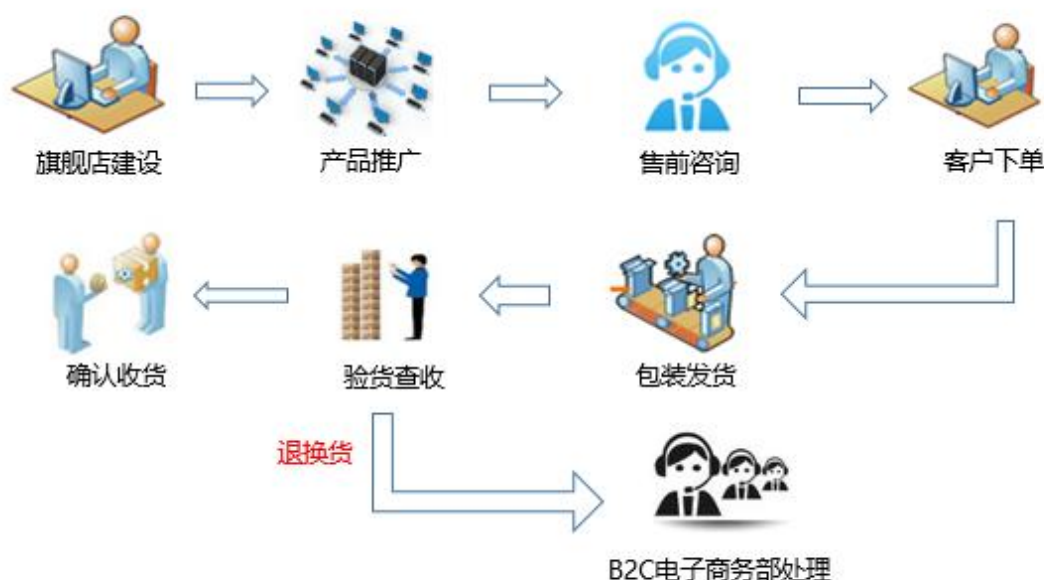 旗舰店建设
产品推广
售前咨询
客户下单
确认收货
验货查收
包装发货
退换货
B2C电子商务部处理